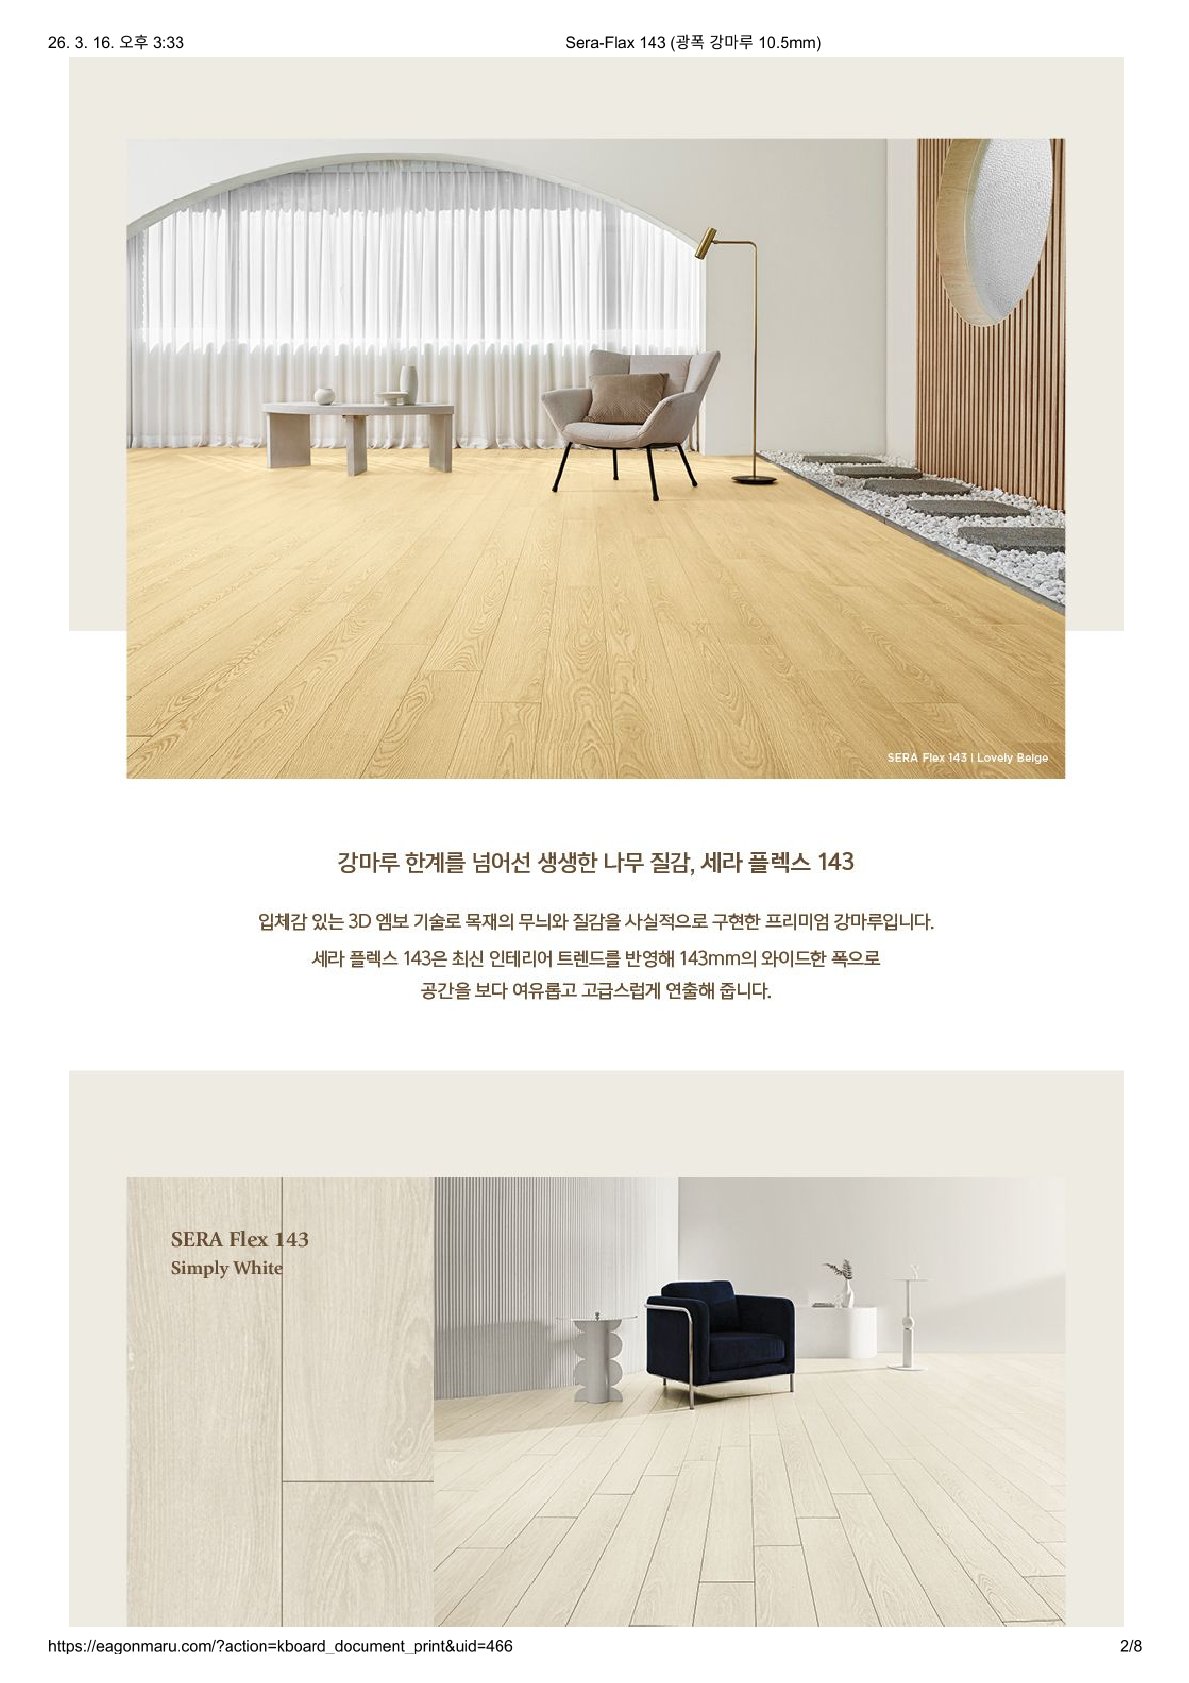 26. 3. 16. 오후 3:33
Sera-Flax 143 (광폭 강마루 10.5mm)
SERA Flex 143 | Lovely Beige
강마루 한계를 넘어선 생생한 나무 질감, 세라 플렉스 143
입체감 있는 3D 엠보 기술로 목재의 무늬와 질감을 사실적으로 구현한 프리미엄 강마루입니다.
세라 플렉스 143은 최신 인테리어 트렌드를 반영해 143mm의 와이드한 폭으로
공간을 보다 여유롭고 고급스럽게 연출해 줍니다.
SERA Flex 143
Simply White
https://eagonmaru.com/?action=kboard_document_print&uid=466
2/8